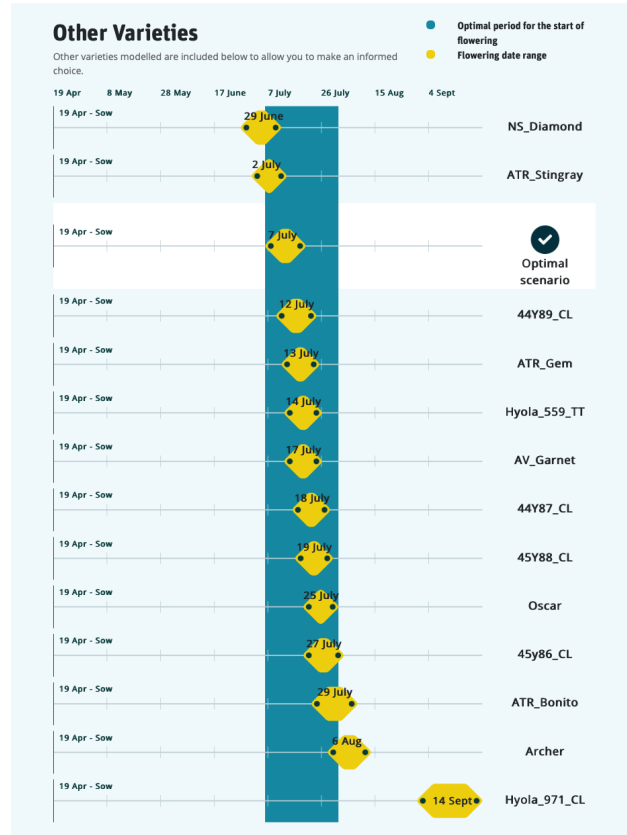 Other Varieties
Other varieties modelled are included below to allow you to make an informed
choice.
Optimal period for the start of
flowering
Flowering date range
19 Apr 8 May 28 May 17 June 7 July 26 July 15 Aug 4 Sept
19 Apr - Sow 29 June NS_Diamond
19 Apr - Sow 2 July ATR_Stingray
19 Apr - Sow 7 July Optimal
scenario
19 Apr - Sow 12 July 44Y89_CL
19 Apr - Sow 13 July ATR_Gem
19 Apr - Sow 14 July Hyola_559_TT
19 Apr - Sow 17 July AV_Garnet
19 Apr - Sow 18 July 44Y87_CL
19 Apr - Sow 19 July 45Y88_CL
19 Apr - Sow 25 July Oscar
19 Apr - Sow 27 July 45y86_CL
19 Apr - Sow 29 July ATR_Bonito
19 Apr - Sow 6 Aug Archer
19 Apr - Sow 14 Sept Hyola_971_CL